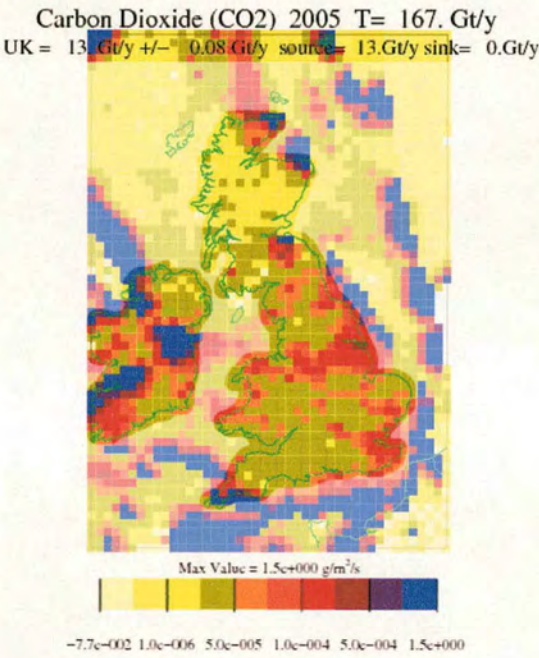 Carbon Dioxide (CO2) 2005 T= 167. Gt/y
UK = 13. Gt/y +/- 0.08 Gt/y source= 13.Gt/y sink= 0.Gt/y
Max Value = 1.5e+000 g/m²/s
-7.7e-002 1.0e-006 5.0e-005 1.0e-004 5.0e-004 1.5e+000